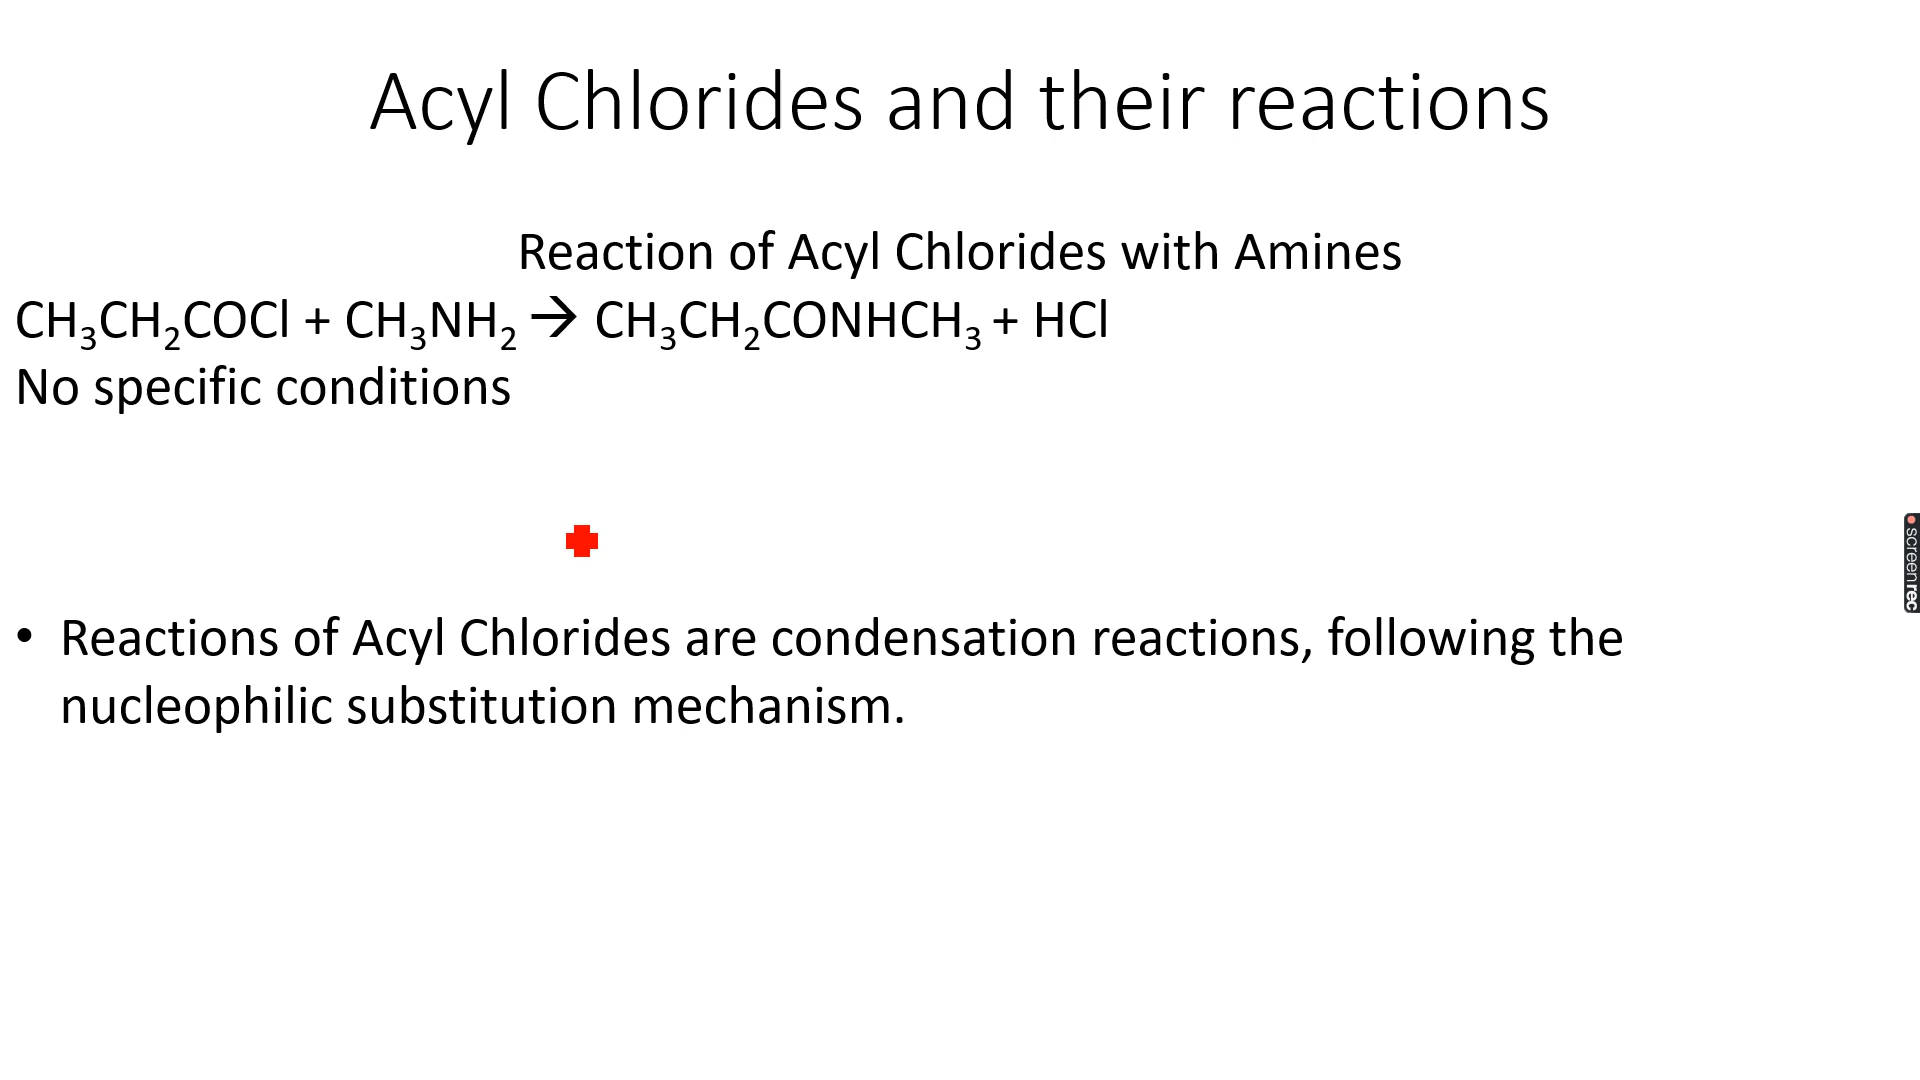 Acyl Chlorides and their reactions
Reaction of Acyl Chlorides with Amines
CH₃CH₂COCl + CH₃NH₂ → CH₃CH₂CONHCH₃ + HCl
No specific conditions
• Reactions of Acyl Chlorides are condensation reactions, following the
nucleophilic substitution mechanism.
screenrec